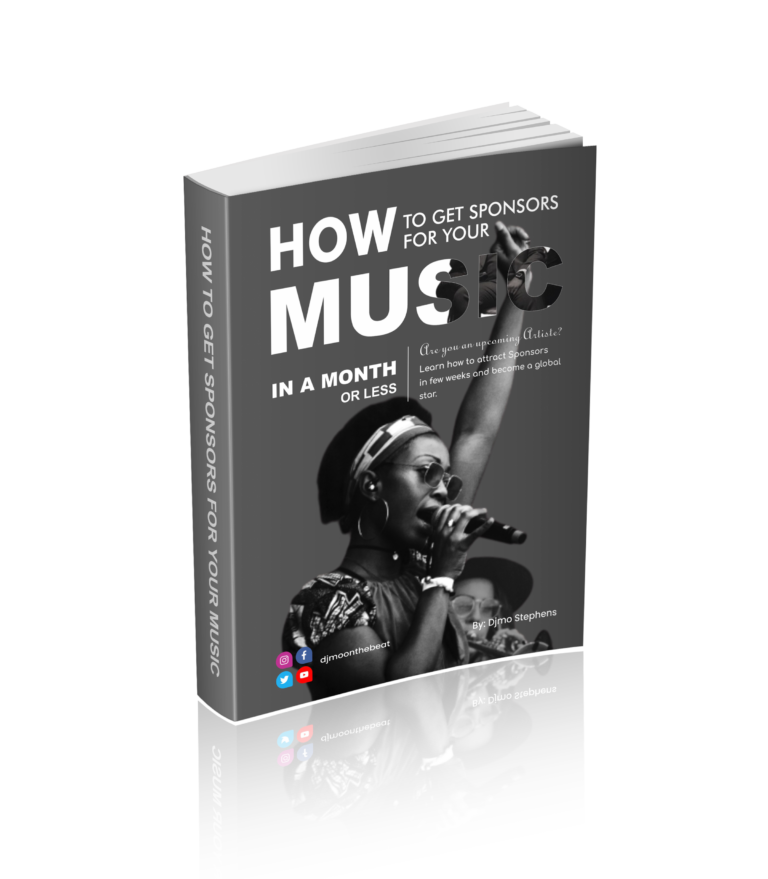 HOW TO GET SPONSORS FOR YOUR MUSIC
HOW
TO GET SPONSORS
FOR YOUR
MUSIC
IN A MONTH
OR LESS
Are you an upcoming Artiste?
Learn how to attract Sponsors
in few weeks and become a global
star.
By: Djmo Stephens
djmoonthebeat